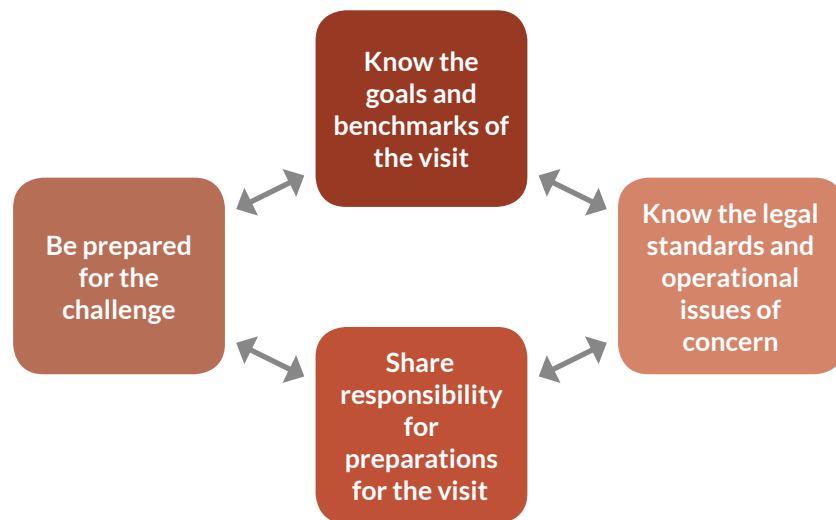 Know the
goals and
benchmarks of
the visit
Be prepared
for the
challenge
Know the legal
standards and
operational
issues of
concern
Share
responsibility
for
preparations
for the visit